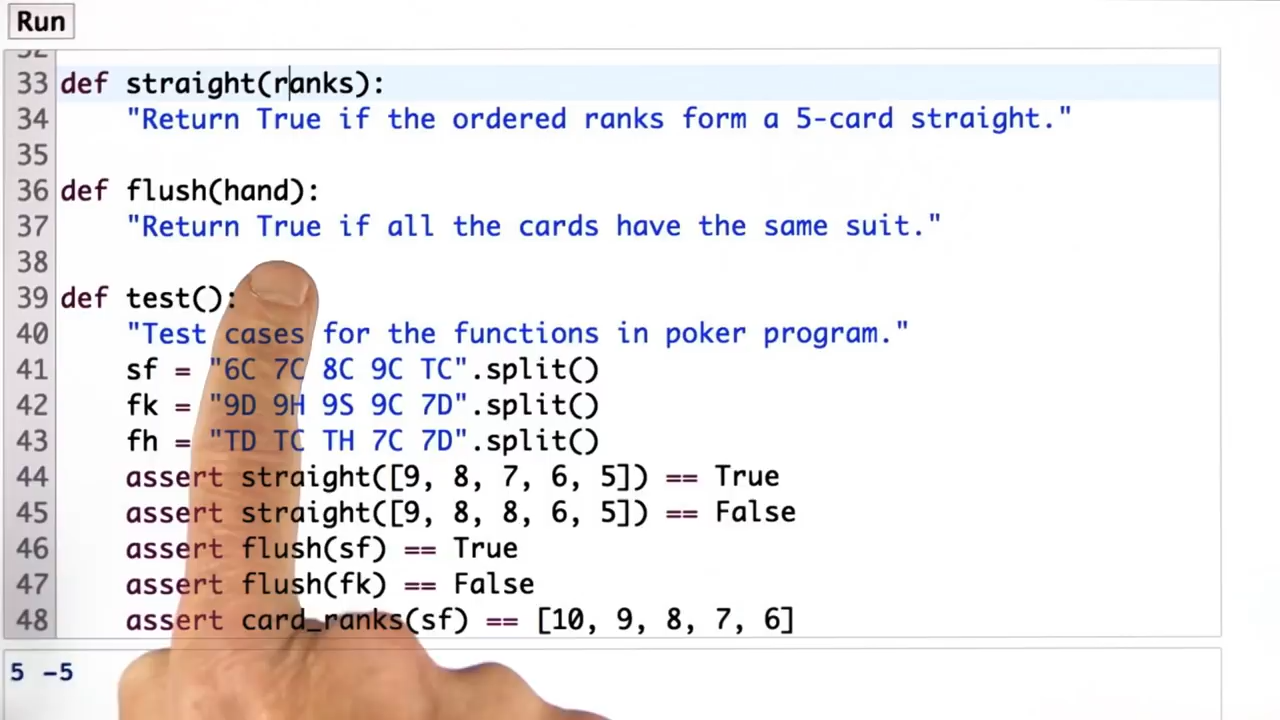 Run
33 def straight(ranks):
34 "Return True if the ordered ranks form a 5-card straight."
35
36 def flush(hand):
37 "Return True if all the cards have the same suit."
38
39 def test():
40 "Test cases for the functions in poker program."
41 sf = "6C 7C 8C 9C TC".split()
42 fk = "9D 9H 9S 9C 7D".split()
43 fh = "TD TC TH 7C 7D".split()
44 assert straight([9, 8, 7, 6, 5]) == True
45 assert straight([9, 8, 8, 6, 5]) == False
46 assert flush(sf) == True
47 assert flush(fk) == False
48 assert card_ranks(sf) == [10, 9, 8, 7, 6]
5 -5